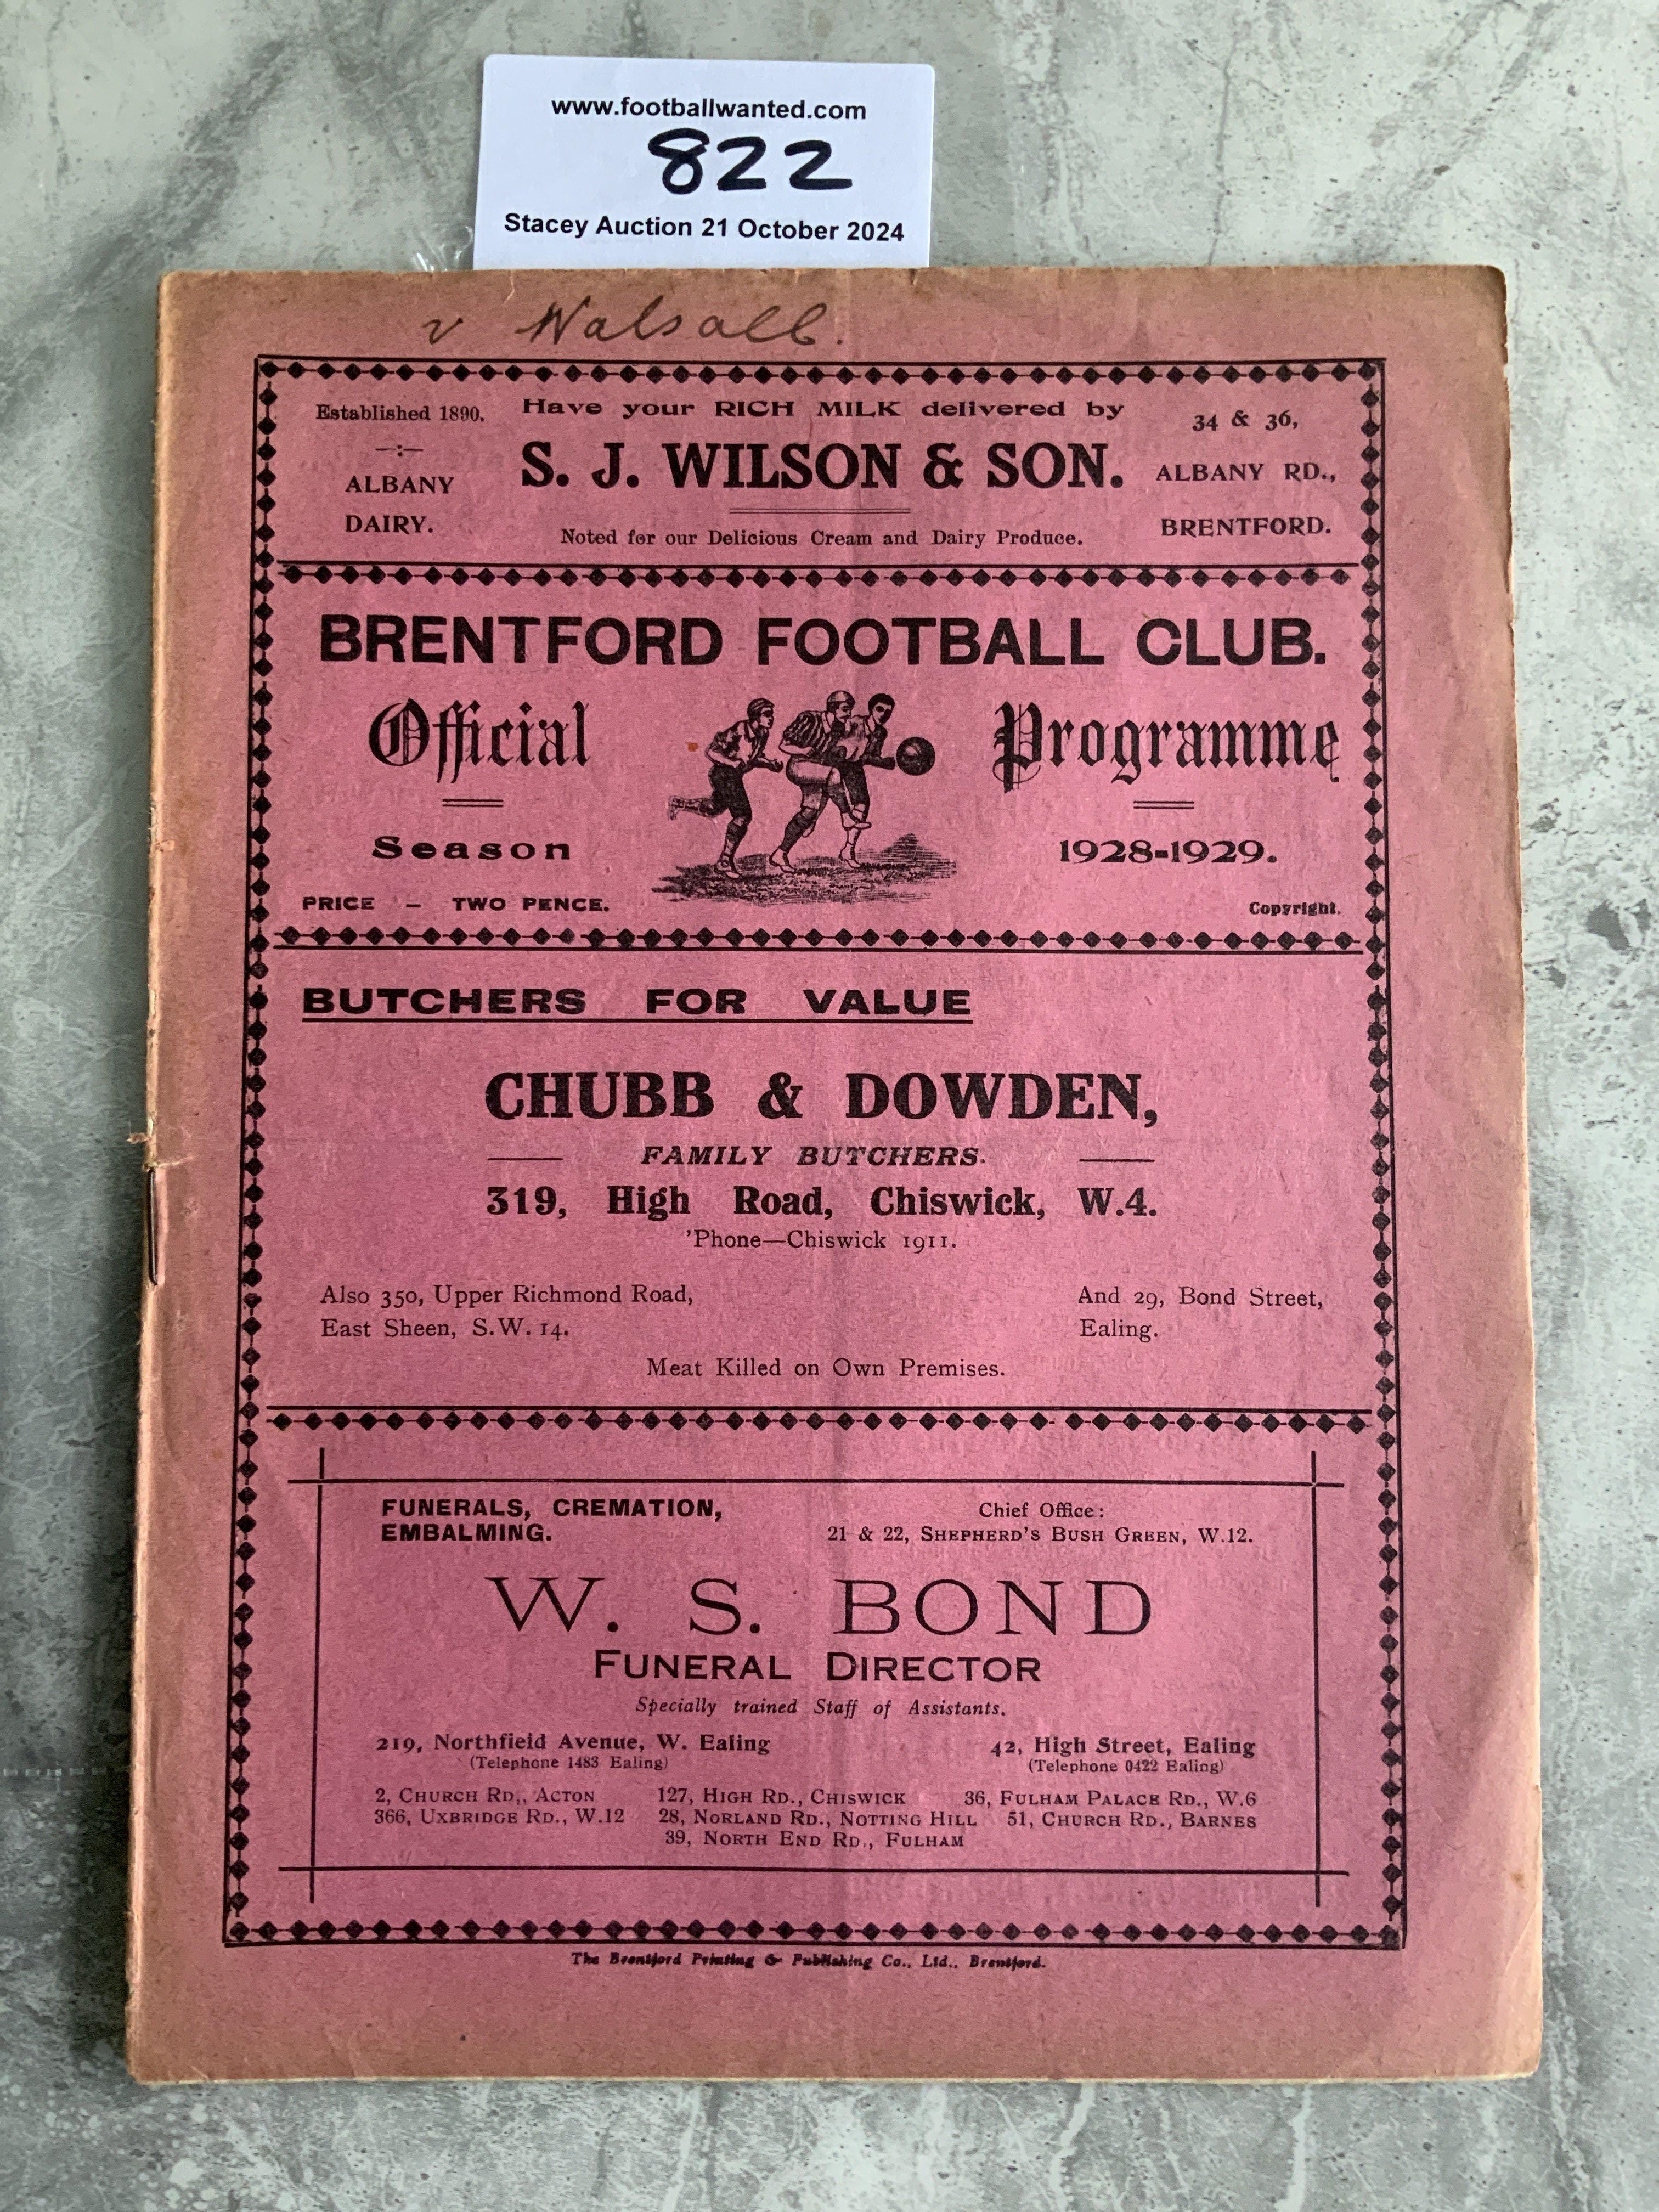 www.footballwanted.com
822
Stacey Auction 21 October 2024
v Walsall.
Established 1890.
ALBANY
DAIRY.
Have your RICH MILK delivered by
S. J. WILSON & SON.
Noted for our Delicious Cream and Dairy Produce.
34 & 36,
ALBANY RD.,
BRENTFORD.
BRENTFORD FOOTBALL CLUB.
Official Programme
Season 1928-1929.
PRICE - TWO PENCE. Copyright.
BUTCHERS FOR VALUE
CHUBB & DOWDEN,
FAMILY BUTCHERS.
319, High Road, Chiswick, W.4.
'Phone—Chiswick 1911.
Also 350, Upper Richmond Road,
East Sheen, S.W. 14.
And 29, Bond Street,
Ealing.
Meat Killed on Own Premises.
FUNERALS, CREMATION,
EMBALMING.
Chief Office:
21 & 22, SHEPHERD'S BUSH GREEN, W.12.
W. S. BOND
FUNERAL DIRECTOR
Specially trained Staff of Assistants.
219, Northfield Avenue, W. Ealing
(Telephone 1483 Ealing)
42, High Street, Ealing
(Telephone 0422 Ealing)
2, CHURCH RD., ACTON 127, HIGH RD., CHISWICK 36, FULHAM PALACE RD., W.6
366, UXBRIDGE RD., W.12 28, NORLAND RD., NOTTING HILL 51, CHURCH RD., BARNES
39, NORTH END RD., FULHAM
The Brentford Printing & Publishing Co., Ltd., Brentford.